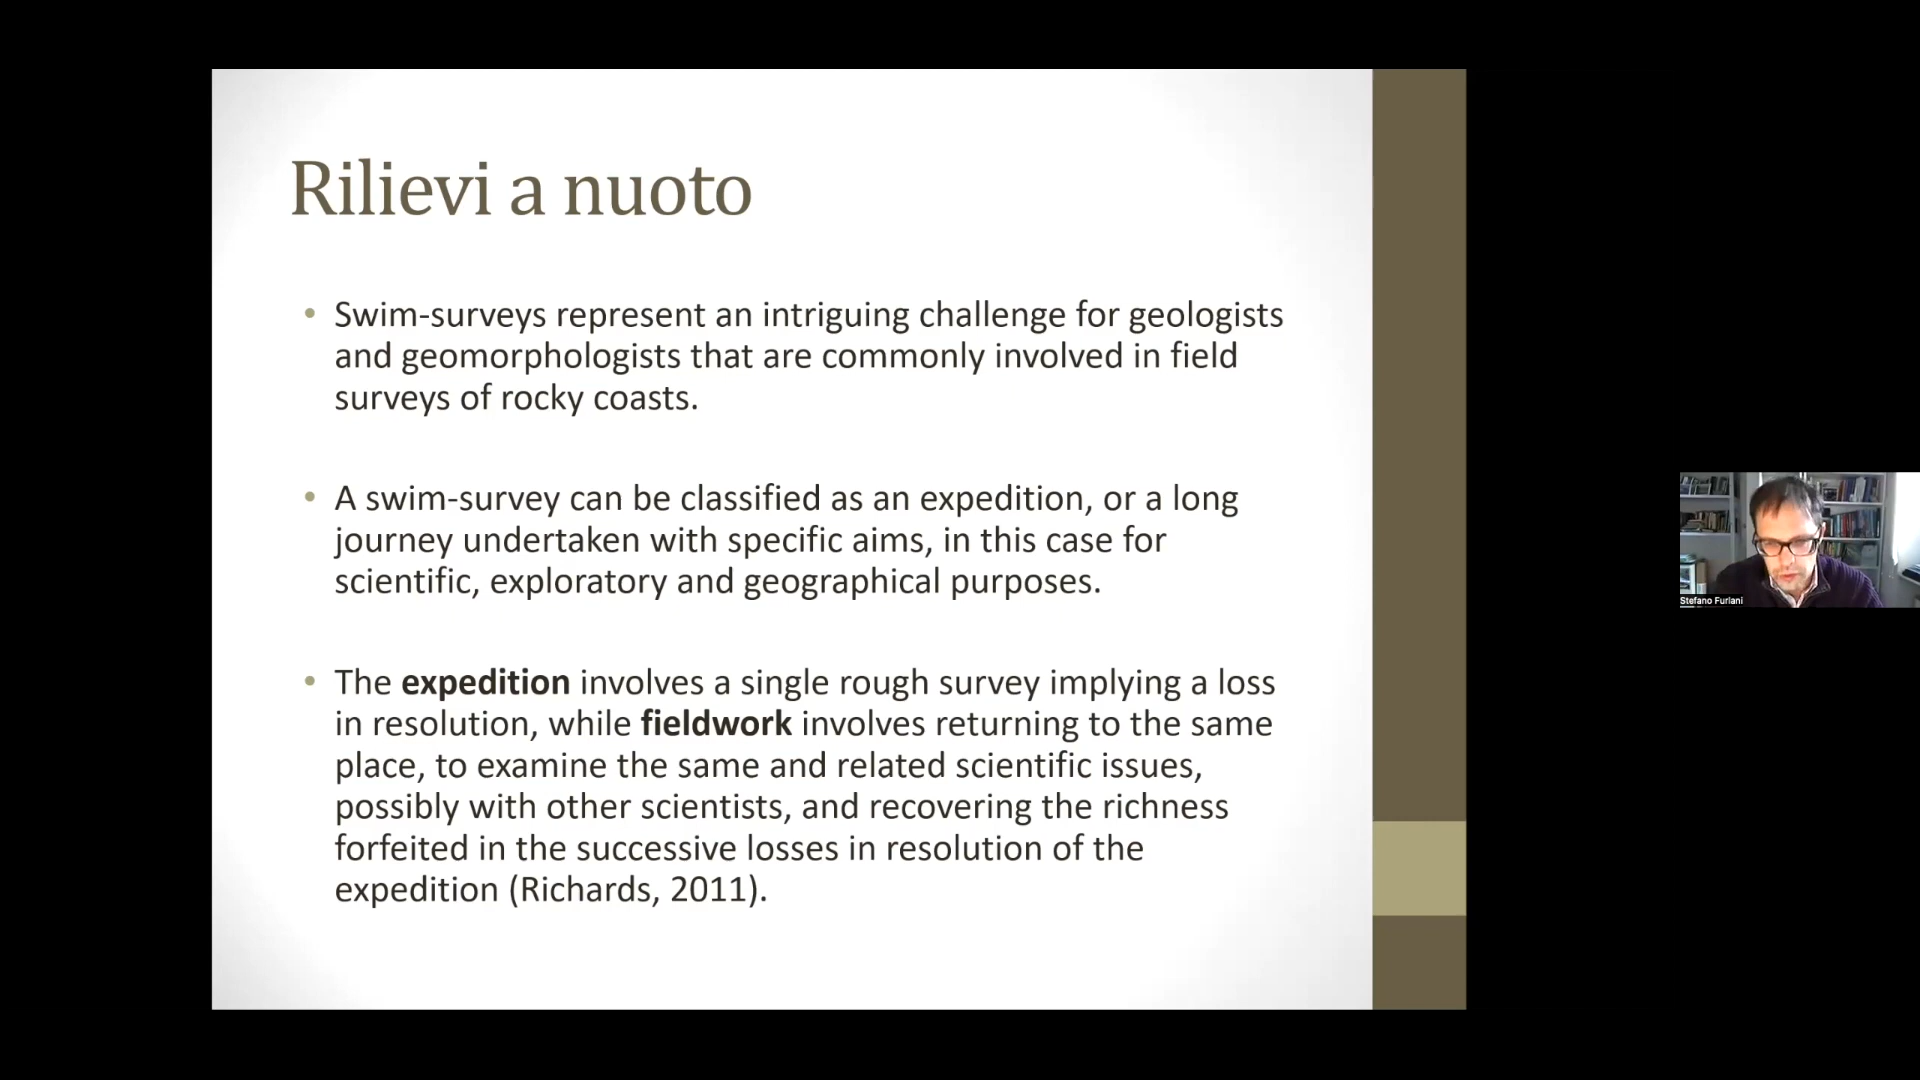 Rilievi a nuoto
• Swim-surveys represent an intriguing challenge for geologists
and geomorphologists that are commonly involved in field
surveys of rocky coasts.
• A swim-survey can be classified as an expedition, or a long
journey undertaken with specific aims, in this case for
scientific, exploratory and geographical purposes.
• The expedition involves a single rough survey implying a loss
in resolution, while fieldwork involves returning to the same
place, to examine the same and related scientific issues,
possibly with other scientists, and recovering the richness
forfeited in the successive losses in resolution of the
expedition (Richards, 2011).
Stefano Furlani